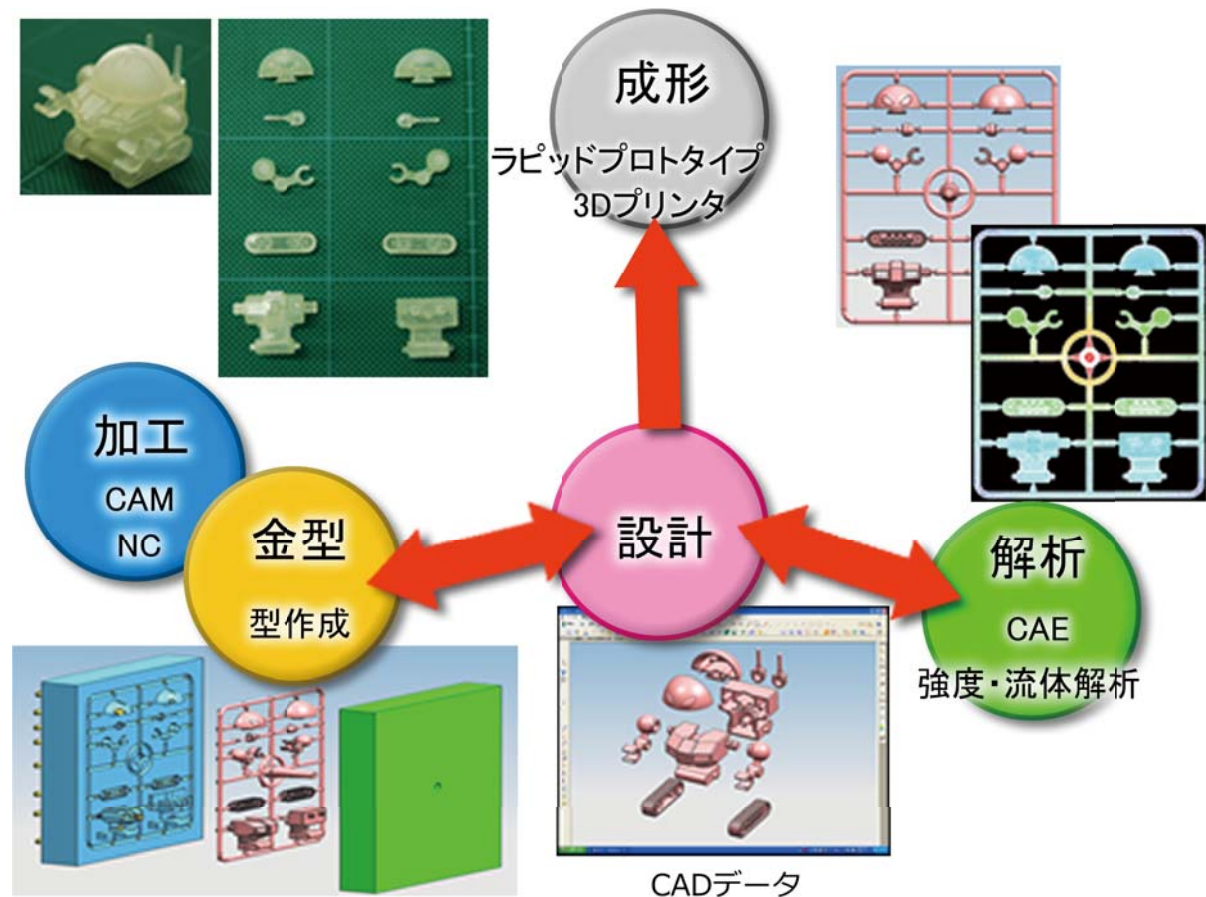 成形
ラピッドプロトタイプ
3Dプリンタ
加工
CAM
NC
金型
型作成
設計
解析
CAE
強度・流体解析
CADデータ